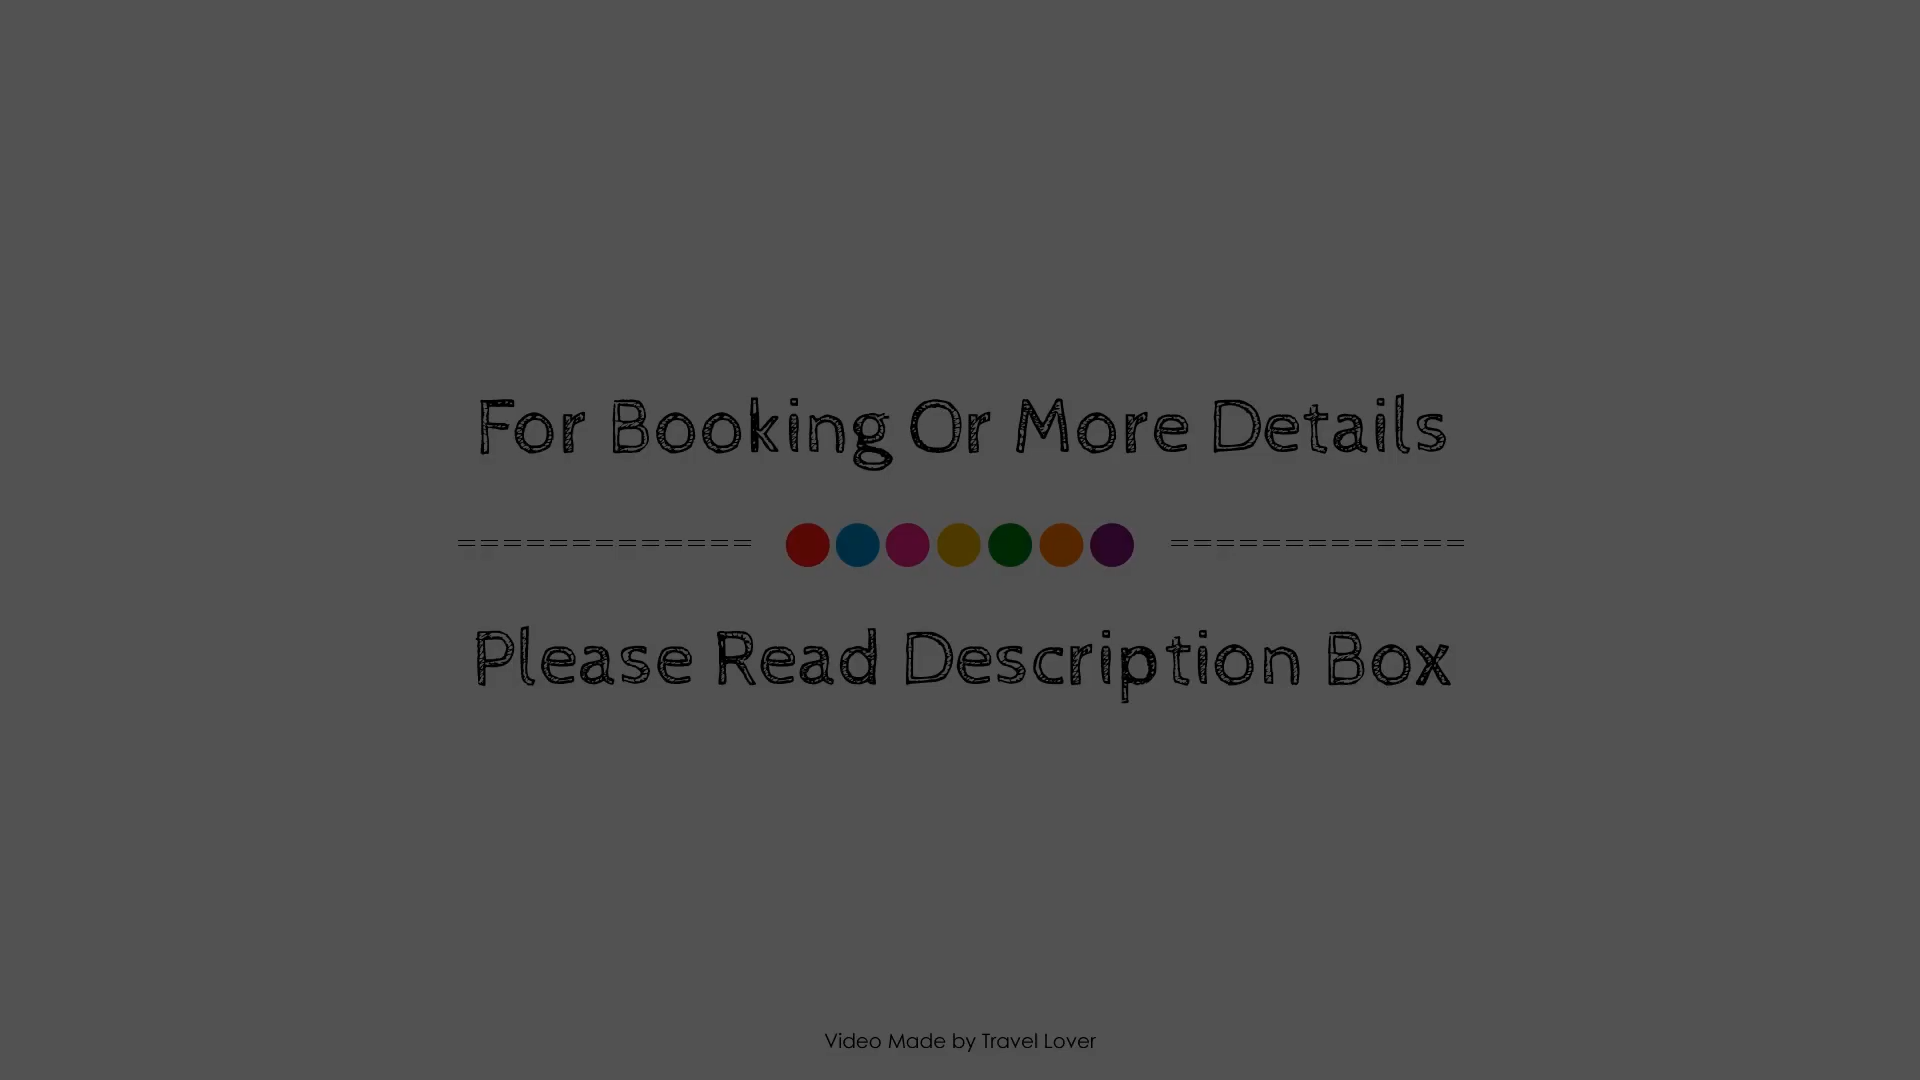 For Booking Or More Details
============= =============
Please Read Description Box
Video Made by Travel Lover